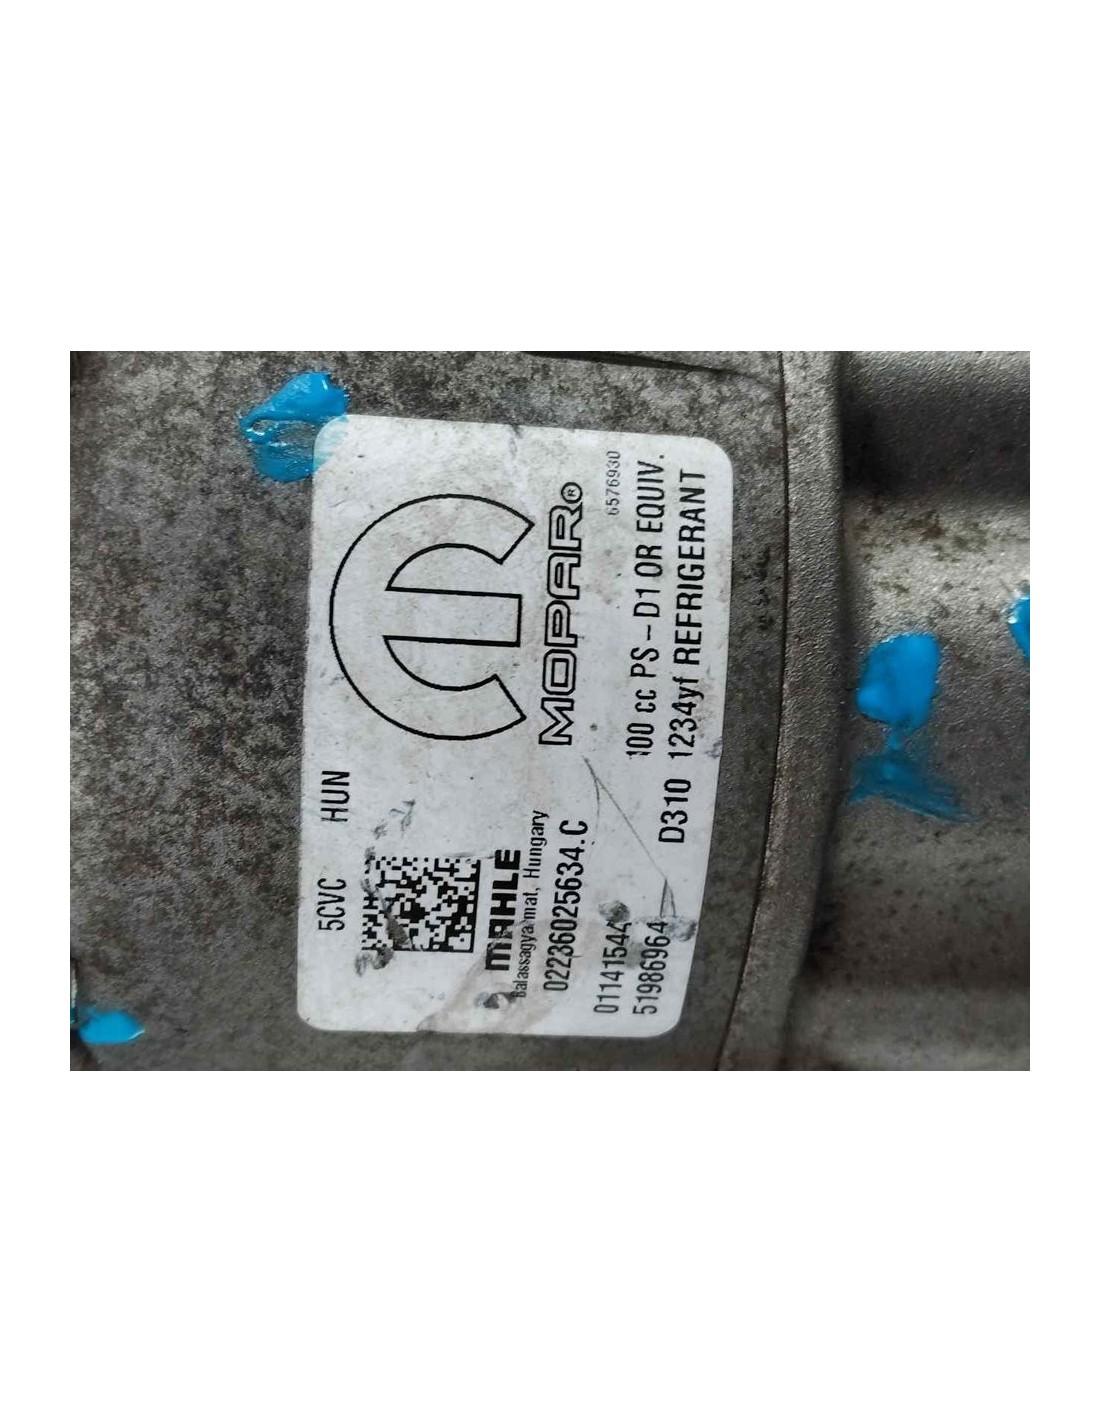 5CVC HUN
MAHLE
Balassagyarmat, Hungary
02236025634.C
01141544
51986964
MOPAR®
6576930
100 cc PS – D1 OR EQUIV.
D310 1234yf REFRIGERANT